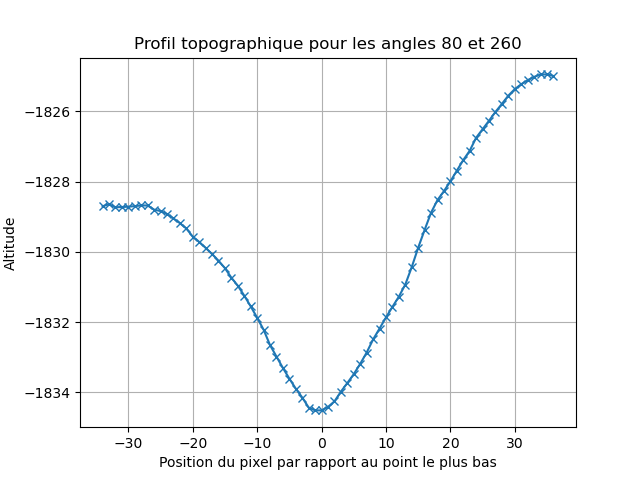 Profil topographique pour les angles 80 et 260
Altitude
−1826
−1828
−1830
−1832
−1834
−30 −20 −10 0 10 20 30
Position du pixel par rapport au point le plus bas